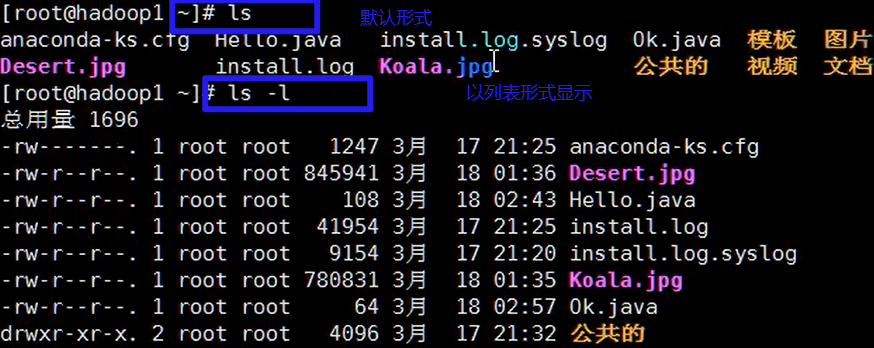 [root@hadoop1 ~]# ls 默认形式
anaconda-ks.cfg Hello.java install.log.syslog Ok.java 模板 图片
Desert.jpg install.log Koala.jpg 公共的 视频 文档
[root@hadoop1 ~]# ls -l 以列表形式显示
总用量 1696
-rw-------. 1 root root 1247 3月 17 21:25 anaconda-ks.cfg
-rw-r--r--. 1 root root 845941 3月 18 01:36 Desert.jpg
-rw-r--r--. 1 root root 108 3月 18 02:43 Hello.java
-rw-r--r--. 1 root root 41954 3月 17 21:25 install.log
-rw-r--r--. 1 root root 9154 3月 17 21:20 install.log.syslog
-rw-r--r--. 1 root root 780831 3月 18 01:35 Koala.jpg
-rw-r--r--. 1 root root 64 3月 18 02:57 Ok.java
drwxr-xr-x. 2 root root 4096 3月 17 21:32 公共的